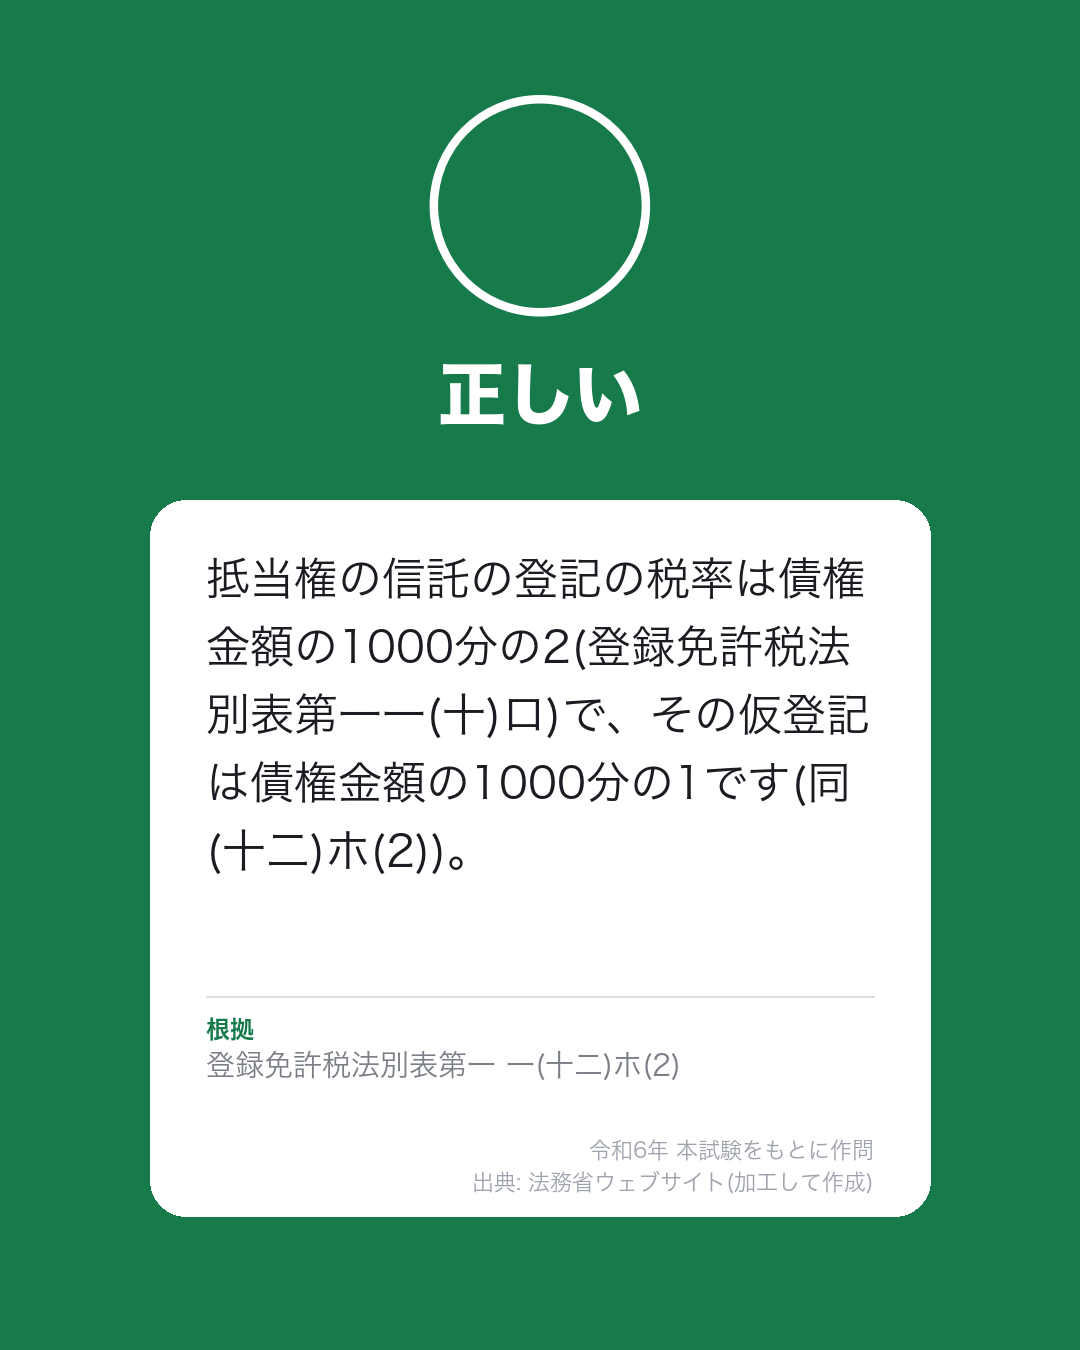 正しい
抵当権の信託の登記の税率は債権
金額の1000分の2(登録免許税法
別表第一一(十)ロ)で、その仮登記
は債権金額の1000分の1です(同
(十二)ホ(2))。
根拠
登録免許税法別表第一 一(十二)ホ(2)
令和6年 本試験をもとに作問
出典: 法務省ウェブサイト(加工して作成)